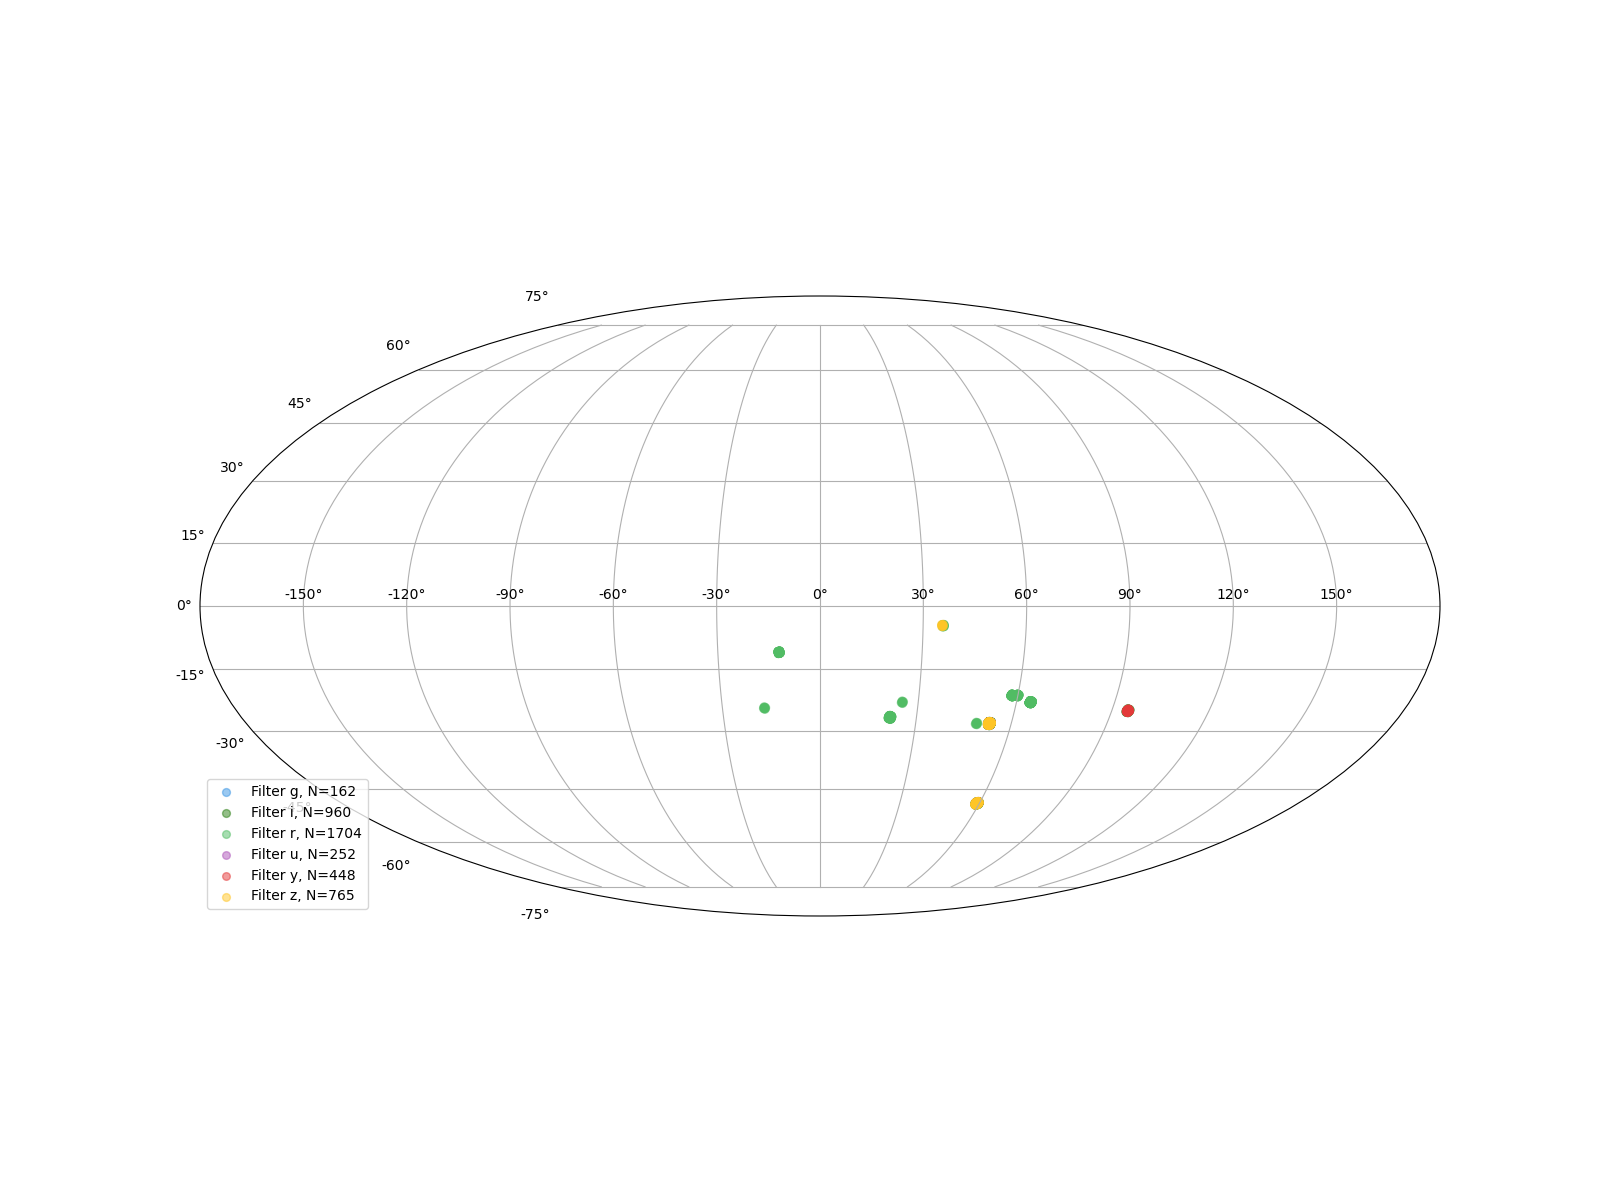 75°
60°
45°
30°
15°
-150° -120° -90° -60° -30° 0° 30° 60° 90° 120° 150°
0°
-15°
-30°
Filter g, N=162
-45°
Filter i, N=960
Filter r, N=1704
Filter u, N=252
-60°
Filter y, N=448
Filter z, N=765
-75°